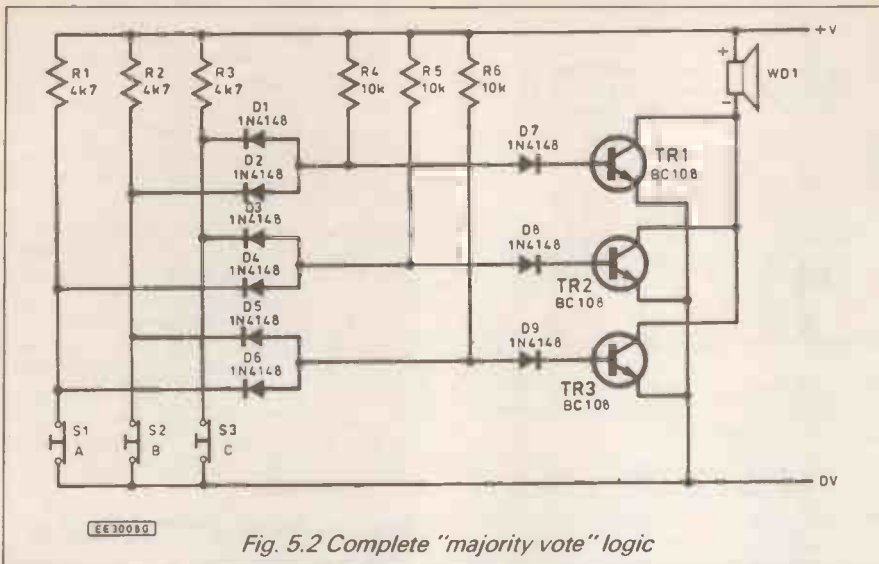 +V
R1
4k7
R2
4k7
R3
4k7
R4
10k
R5
10k
R6
10k
+
WD1
-
D1
1N4148
D2
1N4148
D3
1N4148
D4
1N4148
D5
1N4148
D6
1N4148
D7
1N4148
TR1
BC108
D8
1N4148
TR2
BC108
D9
1N4148
TR3
BC108
S1
A
S2
B
S3
C
0V
EE3008G
Fig. 5.2 Complete "majority vote" logic